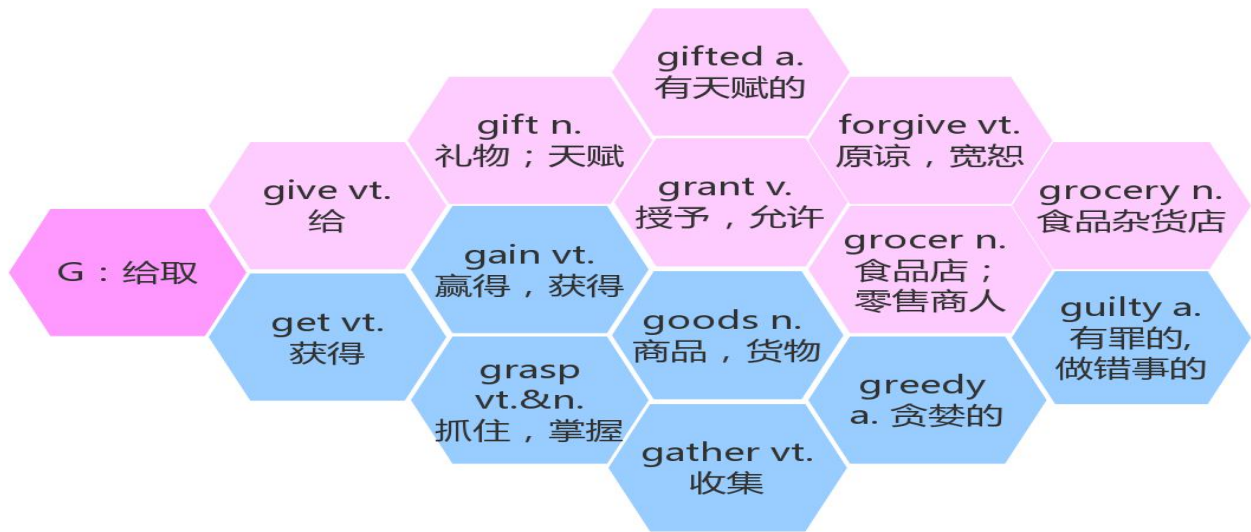 gifted a.
有天赋的
gift n.
礼物；天赋
forgive vt.
原谅，宽恕
give vt.
给
grant v.
授予，允许
grocery n.
食品杂货店
G：给取
gain vt.
赢得，获得
grocer n.
食品店；
零售商人
get vt.
获得
goods n.
商品，货物
guilty a.
有罪的,
做错事的
grasp
vt.&n.
抓住，掌握
greedy
a. 贪婪的
gather vt.
收集